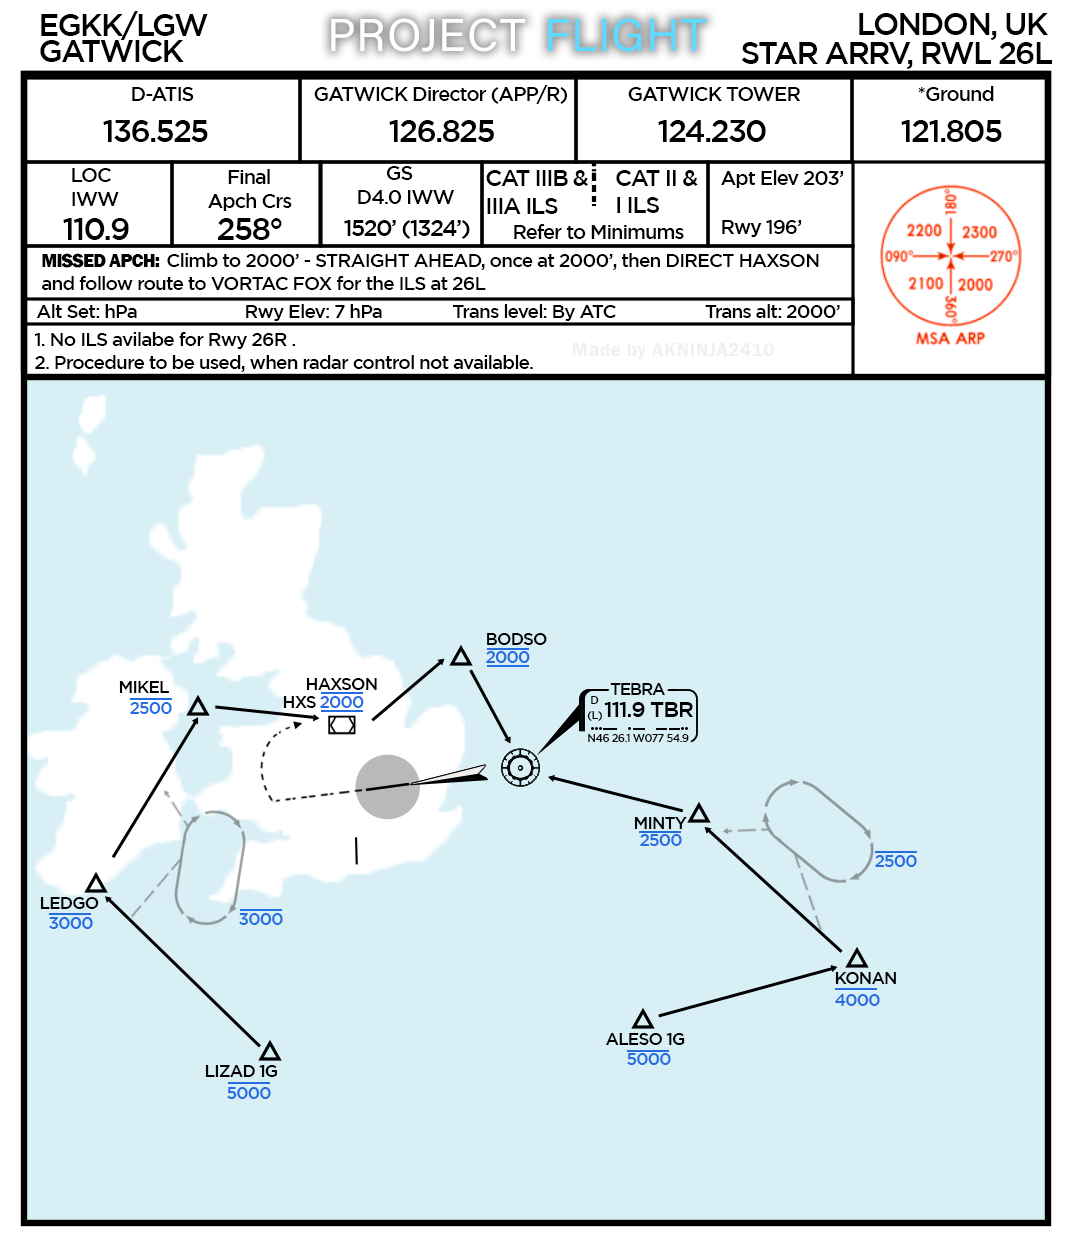 EGKK/LGW
GATWICK
PROJECT FLIGHT
LONDON, UK
STAR ARRV, RWL 26L
D-ATIS
136.525
GATWICK Director (APP/R)
126.825
GATWICK TOWER
124.230
*Ground
121.805
LOC
IWW
110.9
Final
Apch Crs
258°
GS
D4.0 IWW
1520’ (1324’)
CAT IIIB &
IIIA ILS
CAT II &
I ILS
Refer to Minimums
Apt Elev 203’
Rwy 196’
180°
2200
2300
090°
270°
2100
2000
360°
MSA ARP
MISSED APCH: Climb to 2000’ - STRAIGHT AHEAD, once at 2000’, then DIRECT HAXSON
and follow route to VORTAC FOX for the ILS at 26L
Alt Set: hPa
Rwy Elev: 7 hPa
Trans level: By ATC
Trans alt: 2000’
1. No ILS avilabe for Rwy 26R .
2. Procedure to be used, when radar control not available.
Made by AKNINJA2410
BODSO
2000
MIKEL
2500
HAXSON
HXS 2000
TEBRA
D
(L) 111.9 TBR
N46 26.1 W077 54.9
MINTY
2500
2500
LEDGO
3000
3000
KONAN
4000
ALESO 1G
5000
LIZAD 1G
5000